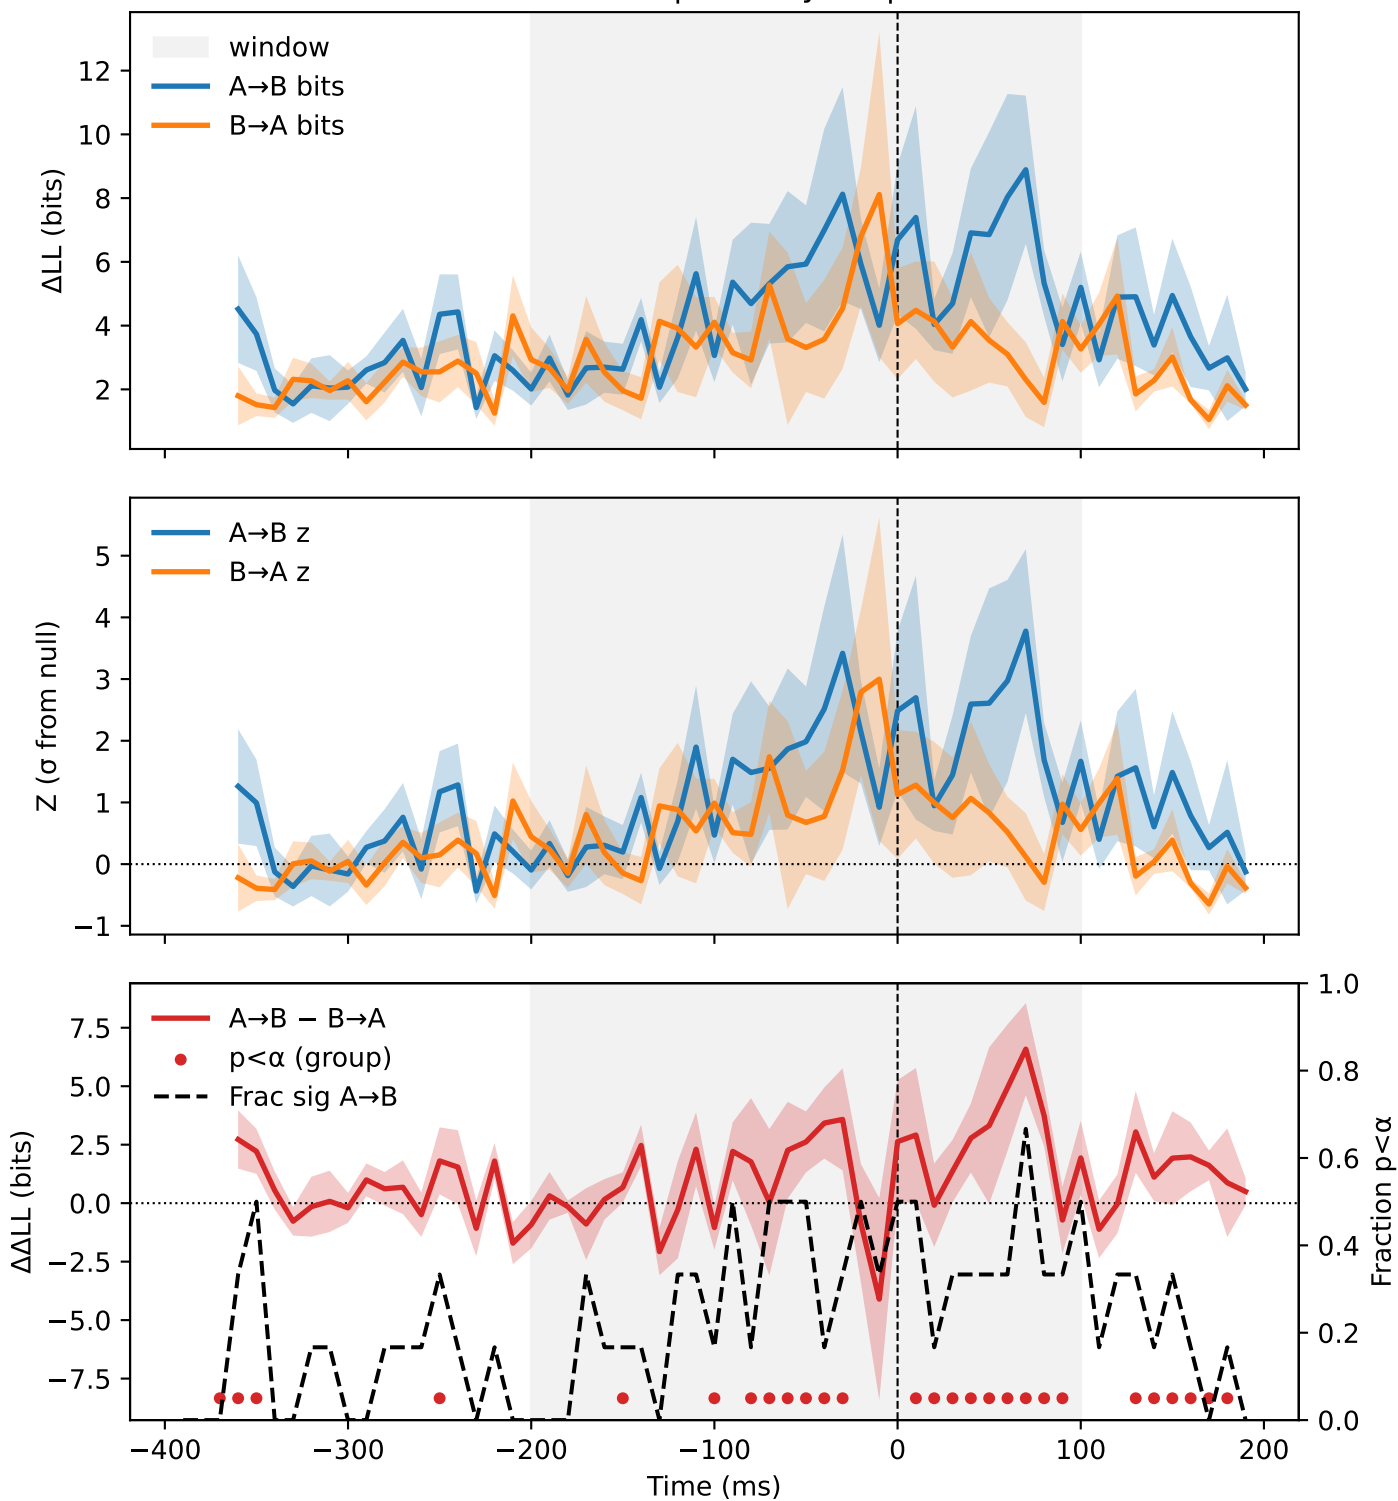 window
A→B bits
B→A bits
ΔLL (bits)
12
10
8
6
4
2
A→B z
B→A z
Z (σ from null)
5
4
3
2
1
0
−1
A→B − B→A
p<α (group)
Frac sig A→B
ΔΔLL (bits)
7.5
5.0
2.5
0.0
−2.5
−5.0
−7.5
1.0
0.8
0.6
0.4
0.2
0.0
Fraction p<α
−400
−300
−200
−100
0
100
200
Time (ms)